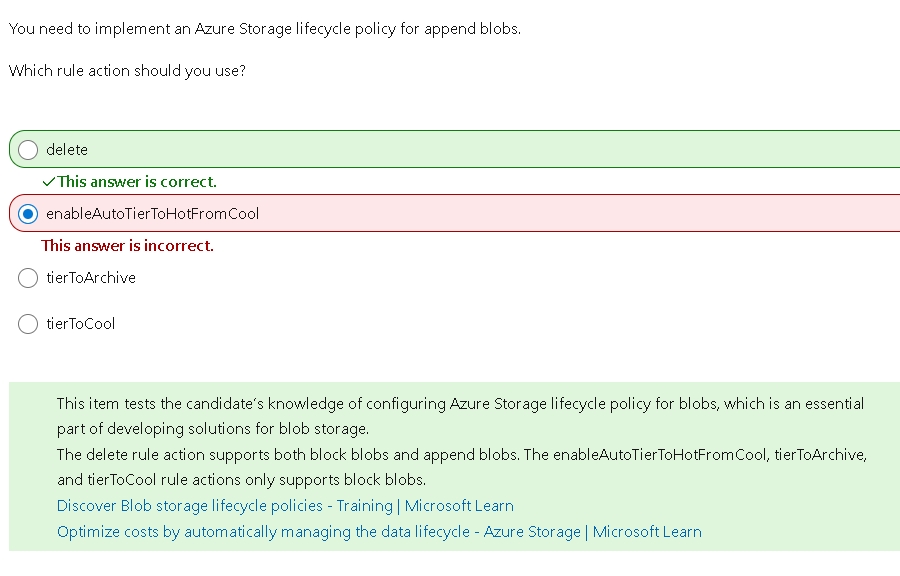 You need to implement an Azure Storage lifecycle policy for append blobs.
Which rule action should you use?
delete
✓This answer is correct.
enableAutoTierToHotFromCool
This answer is incorrect.
tierToArchive
tierToCool
This item tests the candidate's knowledge of configuring Azure Storage lifecycle policy for blobs, which is an essential
part of developing solutions for blob storage.
The delete rule action supports both block blobs and append blobs. The enableAutoTierToHotFromCool, tierToArchive,
and tierToCool rule actions only supports block blobs.
Discover Blob storage lifecycle policies - Training | Microsoft Learn
Optimize costs by automatically managing the data lifecycle - Azure Storage | Microsoft Learn